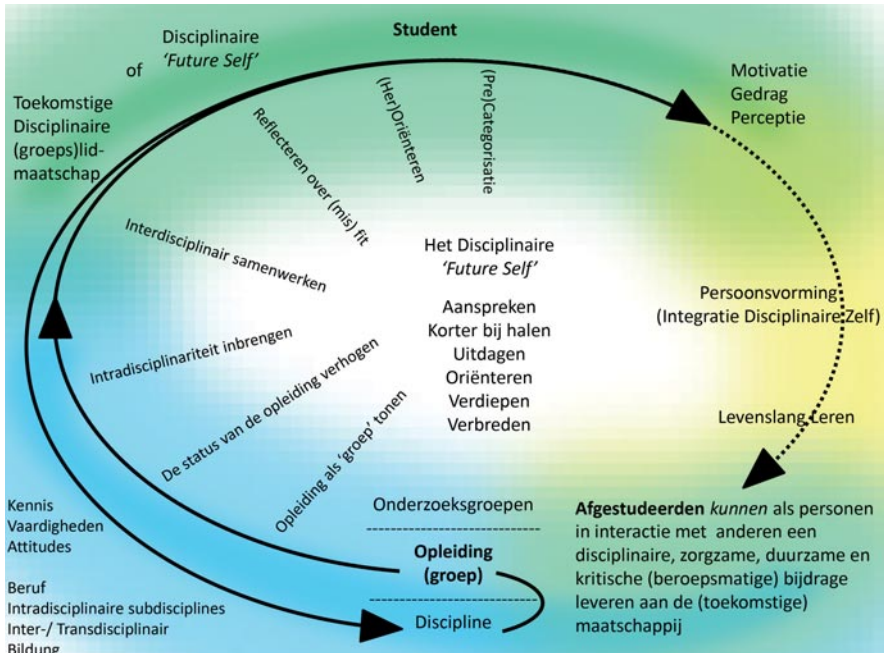 Disciplinaire
'Future Self'
of
Toekomstige
Disciplinaire
(groeps)lid-
maatschap
Student
Motivatie
Gedrag
Perceptie
(Pre)Categorisatie
(Her)Oriënteren
Reflecteren over (mis) fit
Interdisciplinair samenwerken
Intradisciplinariteit inbrengen
De status van de opleiding verhogen
Opleiding als 'groep' tonen
Het Disciplinaire
'Future Self'
Aanspreken
Korter bij halen
Uitdagen
Oriënteren
Verdiepen
Verbreden
Persoonsvorming
(Integratie Disciplinaire Zelf)
Levenslang Leren
Kennis
Vaardigheden
Attitudes
Beruf
Intradisciplinaire subdisciplines
Inter-/ Transdisciplinair
Bildung
Onderzoeksgroepen
Opleiding
(groep)
Discipline
Afgestudeerden kunnen als personen
in interactie met anderen een
disciplinaire, zorgzame, duurzame en
kritische (beroepsmatige) bijdrage
leveren aan de (toekomstige)
maatschappij